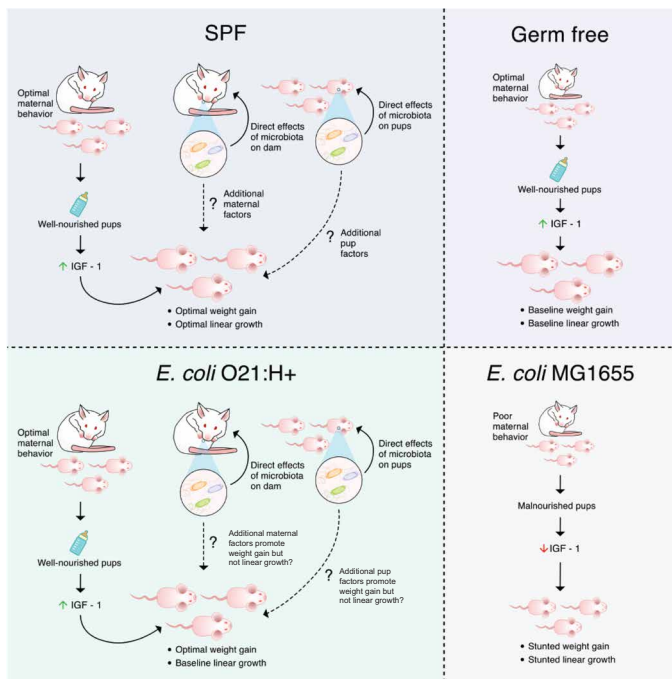 SPF
Optimal
maternal
behavior
Well-nourished pups
↑ IGF - 1
Direct effects
of microbiota
on dam
? Additional
maternal
factors
Direct effects
of microbiota
on pups
? Additional
pup
factors
• Optimal weight gain
• Optimal linear growth
Germ free
Optimal
maternal
behavior
Well-nourished pups
↑ IGF - 1
• Baseline weight gain
• Baseline linear growth
E. coli O21:H+
Optimal
maternal
behavior
Well-nourished pups
↑ IGF - 1
Direct effects
of microbiota
on dam
? Additional maternal
factors promote
weight gain but
not linear growth?
Direct effects
of microbiota
on pups
? Additional pup
factors promote
weight gain but
not linear growth?
• Optimal weight gain
• Baseline linear growth
E. coli MG1655
Poor
maternal
behavior
Malnourished pups
↓ IGF - 1
• Stunted weight gain
• Stunted linear growth